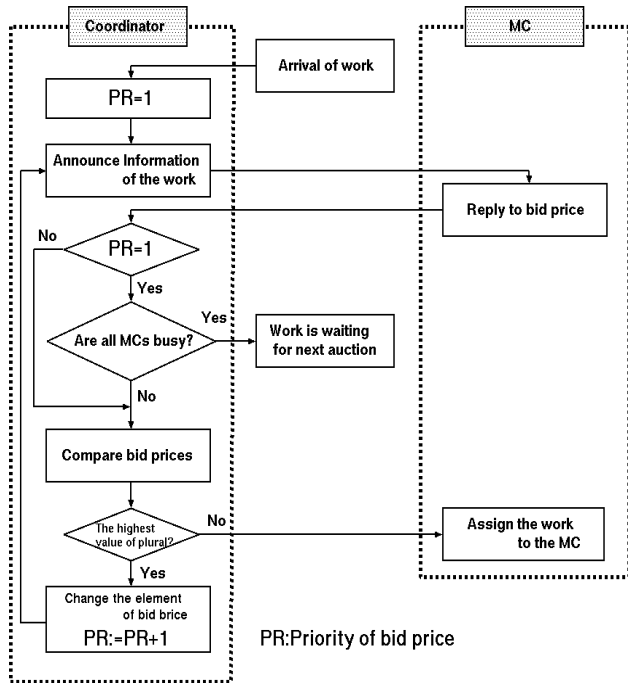 Coordinator
MC
Arrival of work
PR=1
Announce Information
of the work
Reply to bid price
No
PR=1
Yes
Are all MCs busy?
Yes
Work is waiting
for next auction
No
Compare bid prices
The highest
value of plural?
No
Assign the work
to the MC
Yes
Change the element
of bid brice
PR:=PR+1
PR:Priority of bid price